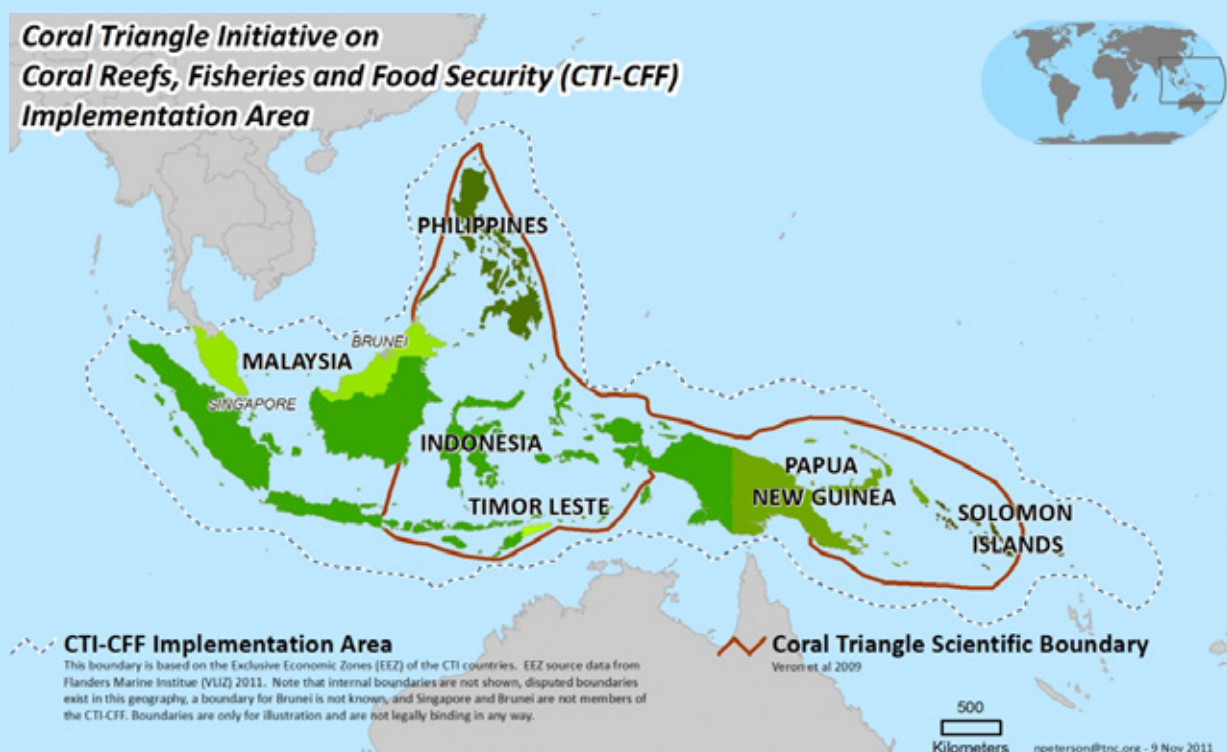 Coral Triangle Initiative on
Coral Reefs, Fisheries and Food Security (CTI-CFF)
Implementation Area
PHILIPPINES
BRUNEI
MALAYSIA
SINGAPORE
INDONESIA
PAPUA
NEW GUINEA
TIMOR LESTE
SOLOMON
ISLANDS
CTI-CFF Implementation Area
This boundary is based on the Exclusive Economic Zones (EEZ) of the CTI countries. EEZ source data from
Flanders Marine Institue (VLIZ) 2011. Note that internal boundaries are not shown, disputed boundaries
exist in this geography, a boundary for Brunei is not known, and Singapore and Brunei are not members of
the CTI-CFF. Boundaries are only for illustration and are not legally binding in any way.
Coral Triangle Scientific Boundary
Veron et al 2009
500
Kilometers
npeterson@tnc.org - 9 Nov 2011